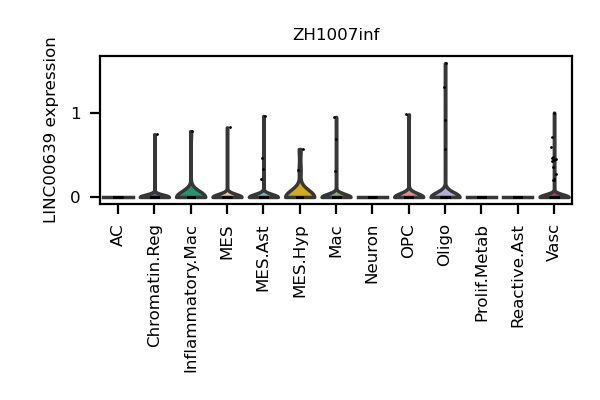 ZH1007inf
LINC00639 expression
1
0
AC
Chromatin.Reg
Inflammatory.Mac
MES
MES.Ast
MES.Hyp
Mac
Neuron
OPC
Oligo
Prolif.Metab
Reactive.Ast
Vasc